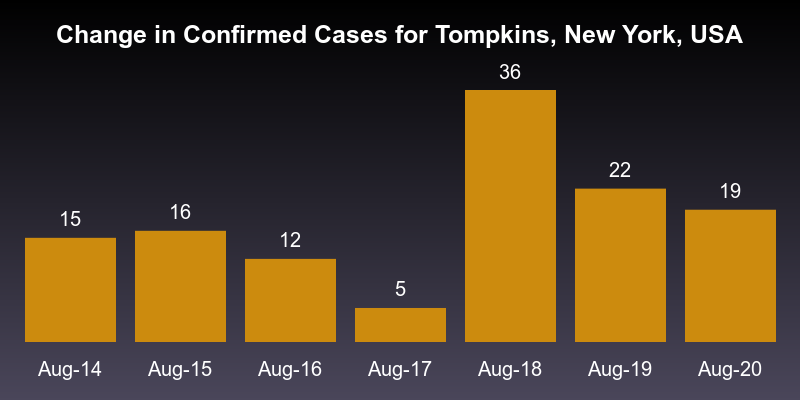 Change in Confirmed Cases for Tompkins, New York, USA
15
16
12
5
36
22
19
Aug-14
Aug-15
Aug-16
Aug-17
Aug-18
Aug-19
Aug-20